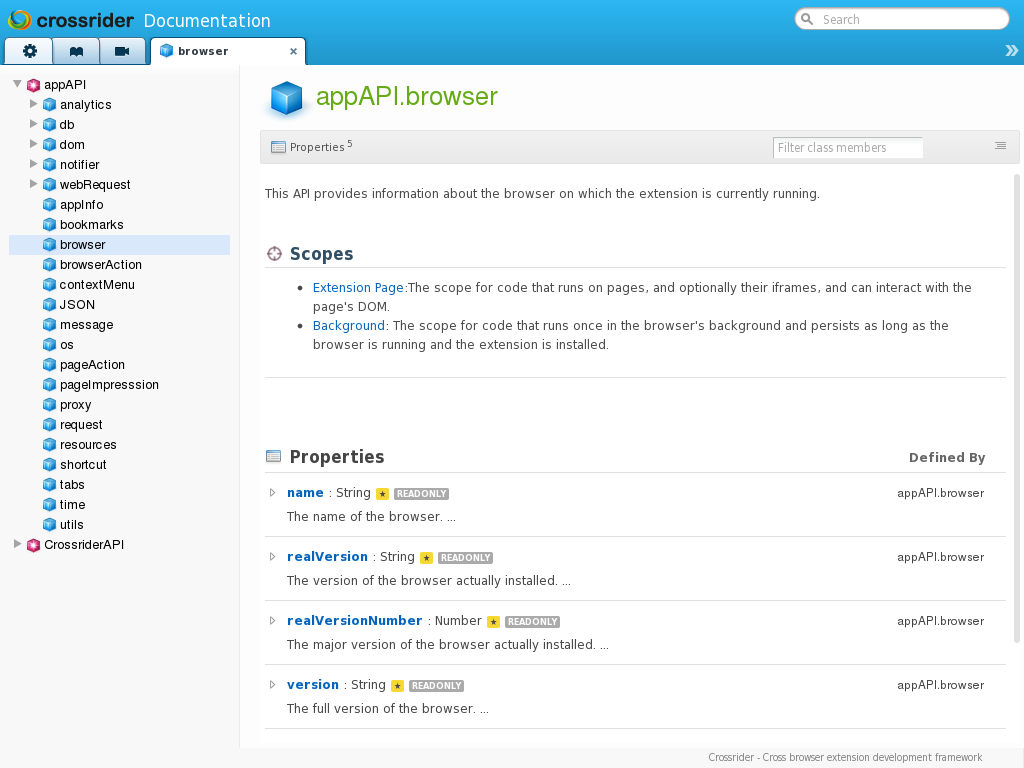 crossrider Documentation
Search
browser
appAPI
analytics
db
dom
notifier
webRequest
appInfo
bookmarks
browser
browserAction
contextMenu
JSON
message
os
pageAction
pageImpresssion
proxy
request
resources
shortcut
tabs
time
utils
CrossriderAPI
appAPI.browser
Properties 5
Filter class members
This API provides information about the browser on which the extension is currently running.
Scopes
Extension Page:The scope for code that runs on pages, and optionally their iframes, and can interact with the
page's DOM.
Background: The scope for code that runs once in the browser's background and persists as long as the
browser is running and the extension is installed.
Properties Defined By
name : String ★ READONLY appAPI.browser
The name of the browser. ...
realVersion : String ★ READONLY appAPI.browser
The version of the browser actually installed. ...
realVersionNumber : Number ★ READONLY appAPI.browser
The major version of the browser actually installed. ...
version : String ★ READONLY appAPI.browser
The full version of the browser. ...
Crossrider - Cross browser extension development framework